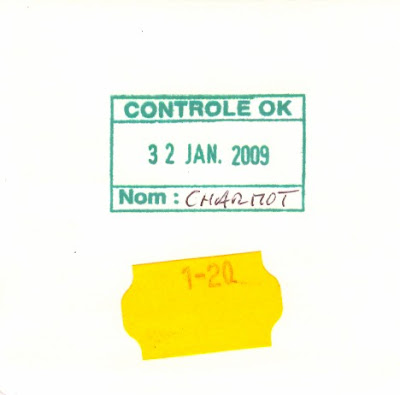 CONTROLE OK
3 2 JAN. 2009
Nom : CHARMOT
1-20